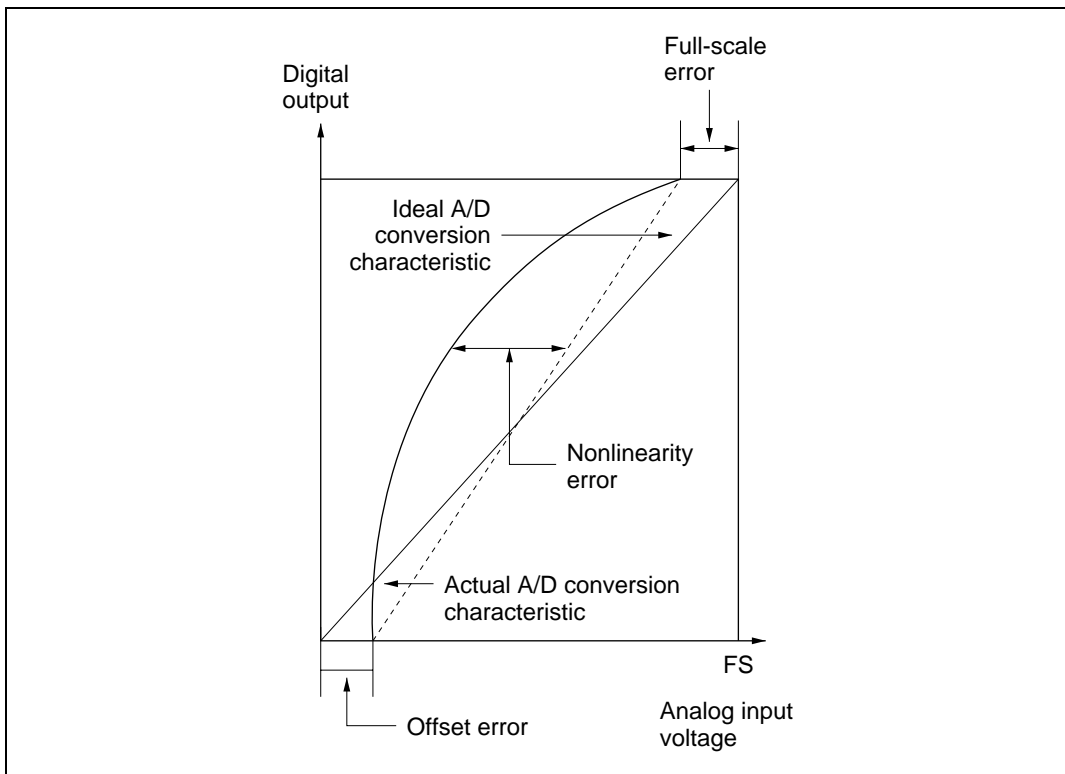 Full-scale
error
Digital
output
Ideal A/D
conversion
characteristic
Nonlinearity
error
Actual A/D conversion
characteristic
FS
Offset error
Analog input
voltage